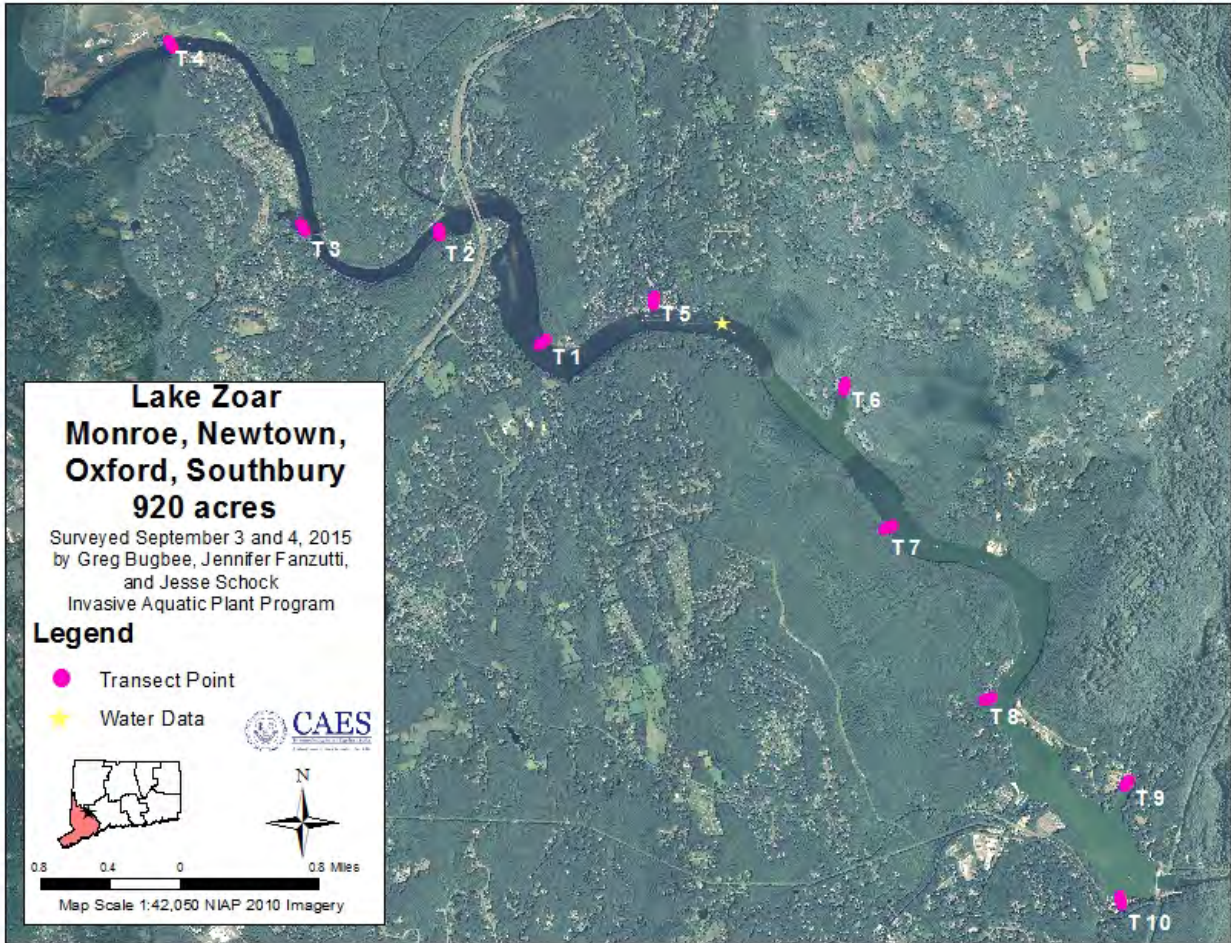 T 4
T 3
T 2
T 1
T 5
T 6
T 7
T 8
T 9
T 10
Lake Zoar
Monroe, Newtown,
Oxford, Southbury
920 acres
Surveyed September 3 and 4, 2015
by Greg Bugbee, Jennifer Fanzutti,
and Jesse Schock
Invasive Aquatic Plant Program
Legend
Transect Point
Water Data
CAES
N
0.8 0.4 0 0.8 Miles
Map Scale 1:42,050 NIAP 2010 Imagery